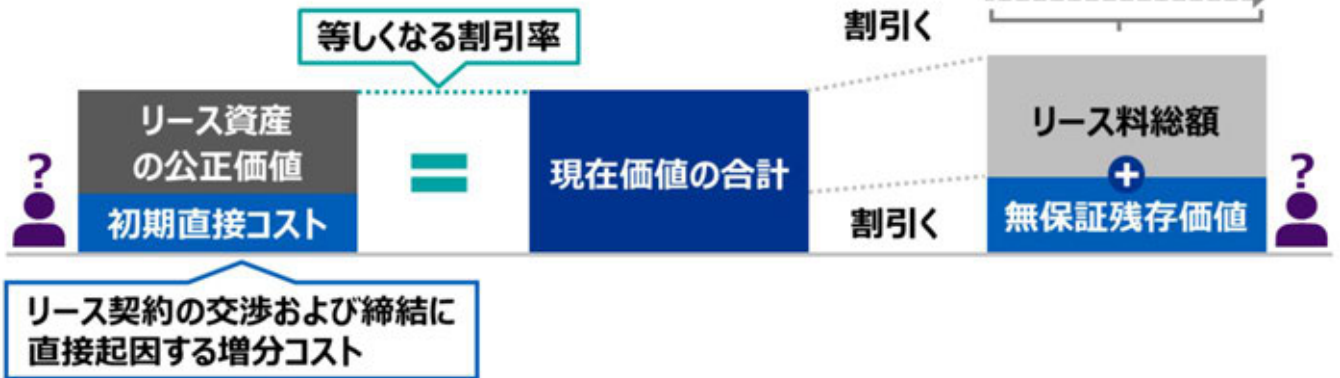 等しくなる割引率
割引く
リース資産
の公正価値
初期直接コスト
?
=
現在価値の合計
割引く
リース料総額
+
無保証残存価値
?
リース契約の交渉および締結に
直接起因する増分コスト